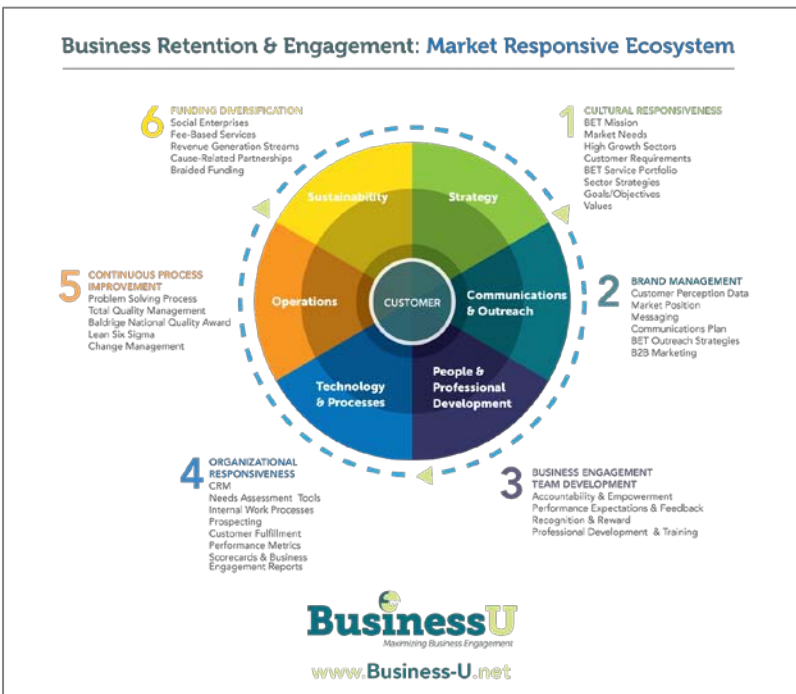 Business Retention & Engagement: Market Responsive Ecosystem
6
FUNDING DIVERSIFICATION
Social Enterprises
Fee-Based Services
Revenue Generation Streams
Cause-Related Partnerships
Braided Funding
1
CULTURAL RESPONSIVENESS
BET Mission
Market Needs
High Growth Sectors
Customer Requirements
BET Service Portfolio
Sector Strategies
Goals/Objectives
Values
Sustainability
Strategy
5
CONTINUOUS PROCESS
IMPROVEMENT
Problem Solving Process
Total Quality Management
Baldrige National Quality Award
Lean Six Sigma
Change Management
Operations
CUSTOMER
Communications
& Outreach
2
BRAND MANAGEMENT
Customer Perception Data
Market Position
Messaging
Communications Plan
BET Outreach Strategies
B2B Marketing
Technology
& Processes
People &
Professional
Development
4
ORGANIZATIONAL
RESPONSIVENESS
CRM
Needs Assessment Tools
Internal Work Processes
Prospecting
Customer Fulfillment
Performance Metrics
Scorecards & Business
Engagement Reports
3
BUSINESS ENGAGEMENT
TEAM DEVELOPMENT
Accountability & Empowerment
Performance Expectations & Feedback
Recognition & Reward
Professional Development & Training
BusinessU
Maximizing Business Engagement
www.Business-U.net